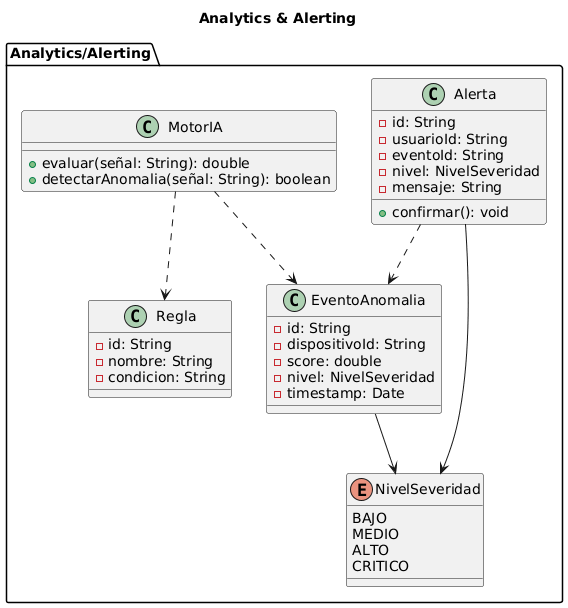 Analytics & Alerting
Analytics/Alerting
C Alerta
id: String
usuarioId: String
eventoId: String
nivel: NivelSeveridad
mensaje: String
confirmar(): void
C MotorIA
evaluar(señal: String): double
detectarAnomalia(señal: String): boolean
C Regla
id: String
nombre: String
condicion: String
C EventoAnomalia
id: String
dispositivoId: String
score: double
nivel: NivelSeveridad
timestamp: Date
E NivelSeveridad
BAJO
MEDIO
ALTO
CRITICO